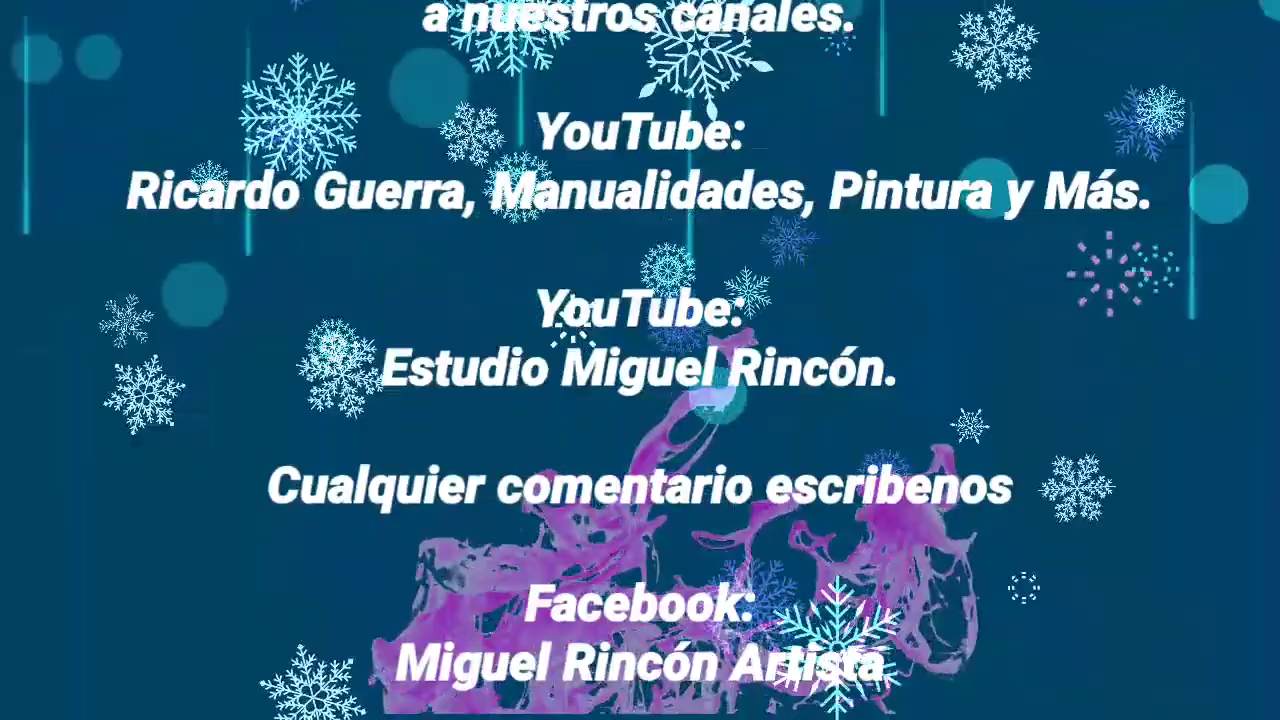 a nuestros canales.
YouTube:
Ricardo Guerra, Manualidades, Pintura y Más.
YouTube:
Estudio Miguel Rincón.
Cualquier comentario escribenos
Facebook:
Miguel Rincón Artista